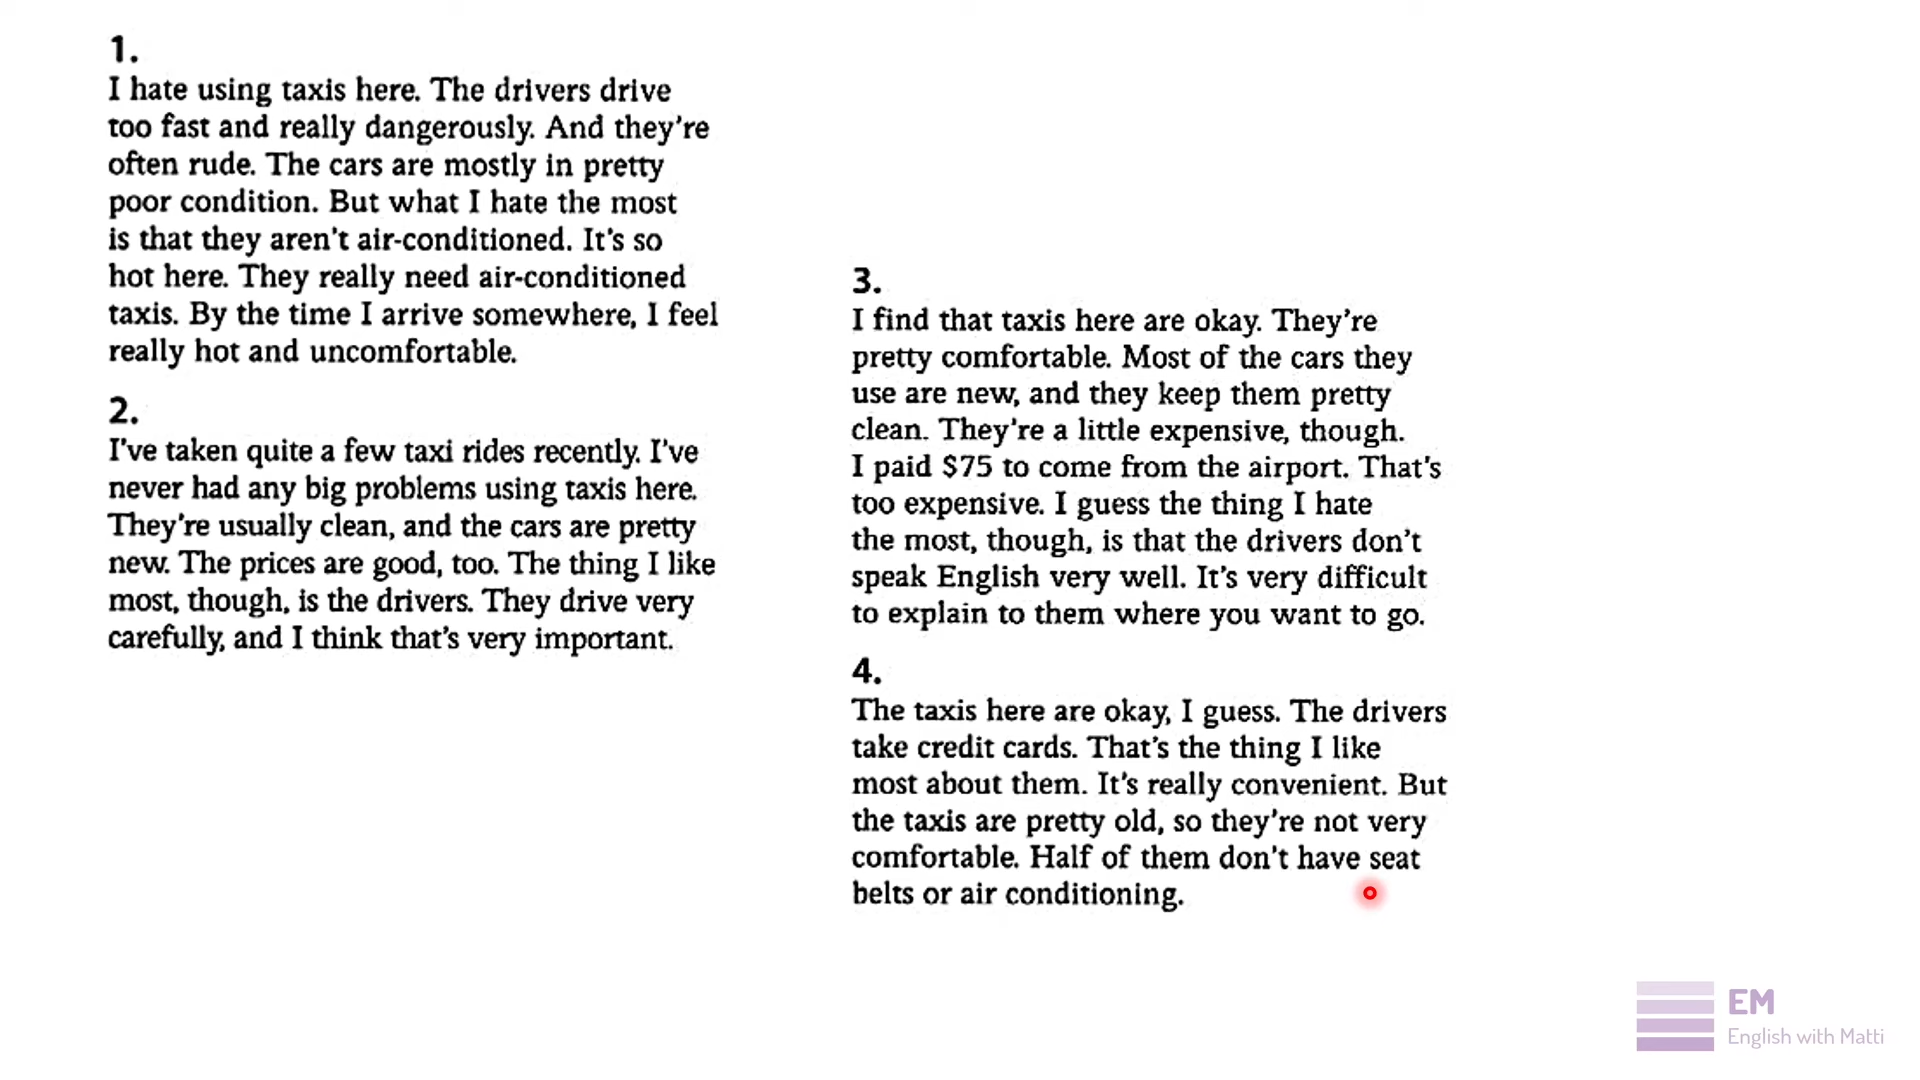 1.
I hate using taxis here. The drivers drive
too fast and really dangerously. And they're
often rude. The cars are mostly in pretty
poor condition. But what I hate the most
is that they aren't air-conditioned. It's so
hot here. They really need air-conditioned
taxis. By the time I arrive somewhere, I feel
really hot and uncomfortable.
2.
I've taken quite a few taxi rides recently. I've
never had any big problems using taxis here.
They're usually clean, and the cars are pretty
new. The prices are good, too. The thing I like
most, though, is the drivers. They drive very
carefully, and I think that's very important.
3.
I find that taxis here are okay. They're
pretty comfortable. Most of the cars they
use are new, and they keep them pretty
clean. They're a little expensive, though.
I paid $75 to come from the airport. That's
too expensive. I guess the thing I hate
the most, though, is that the drivers don't
speak English very well. It's very difficult
to explain to them where you want to go.
4.
The taxis here are okay, I guess. The drivers
take credit cards. That's the thing I like
most about them. It's really convenient. But
the taxis are pretty old, so they're not very
comfortable. Half of them don't have seat
belts or air conditioning.
EM
English with Matti